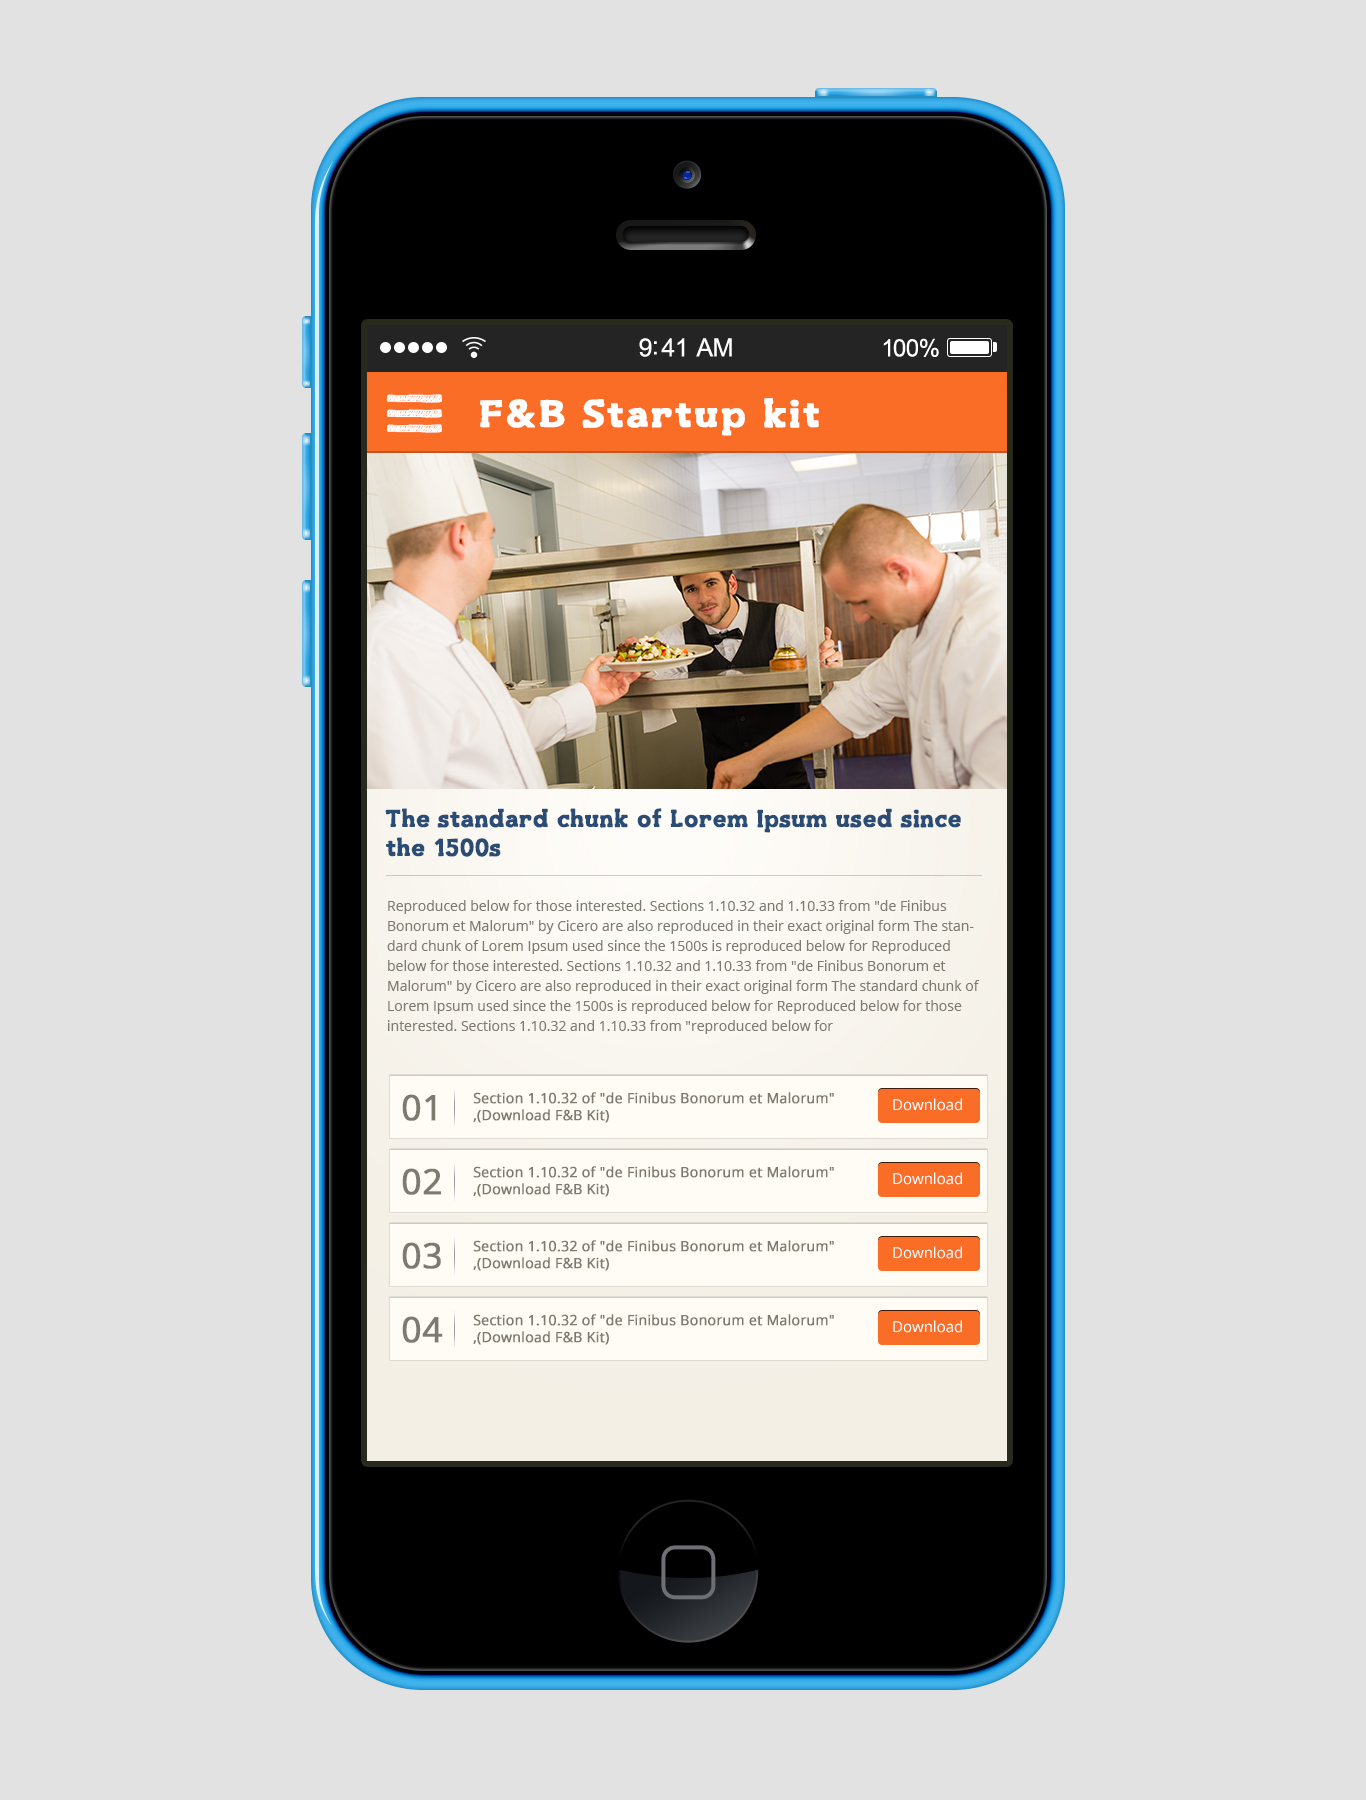 9:41 AM
100%
F&B Startup kit
The standard chunk of Lorem Ipsum used since
the 1500s
Reproduced below for those interested. Sections 1.10.32 and 1.10.33 from "de Finibus
Bonorum et Malorum" by Cicero are also reproduced in their exact original form The stan-
dard chunk of Lorem Ipsum used since the 1500s is reproduced below for Reproduced
below for those interested. Sections 1.10.32 and 1.10.33 from "de Finibus Bonorum et
Malorum" by Cicero are also reproduced in their exact original form The standard chunk of
Lorem Ipsum used since the 1500s is reproduced below for Reproduced below for those
interested. Sections 1.10.32 and 1.10.33 from "reproduced below for
01
Section 1.10.32 of "de Finibus Bonorum et Malorum"
,(Download F&B Kit)
Download
02
Section 1.10.32 of "de Finibus Bonorum et Malorum"
,(Download F&B Kit)
Download
03
Section 1.10.32 of "de Finibus Bonorum et Malorum"
,(Download F&B Kit)
Download
04
Section 1.10.32 of "de Finibus Bonorum et Malorum"
,(Download F&B Kit)
Download